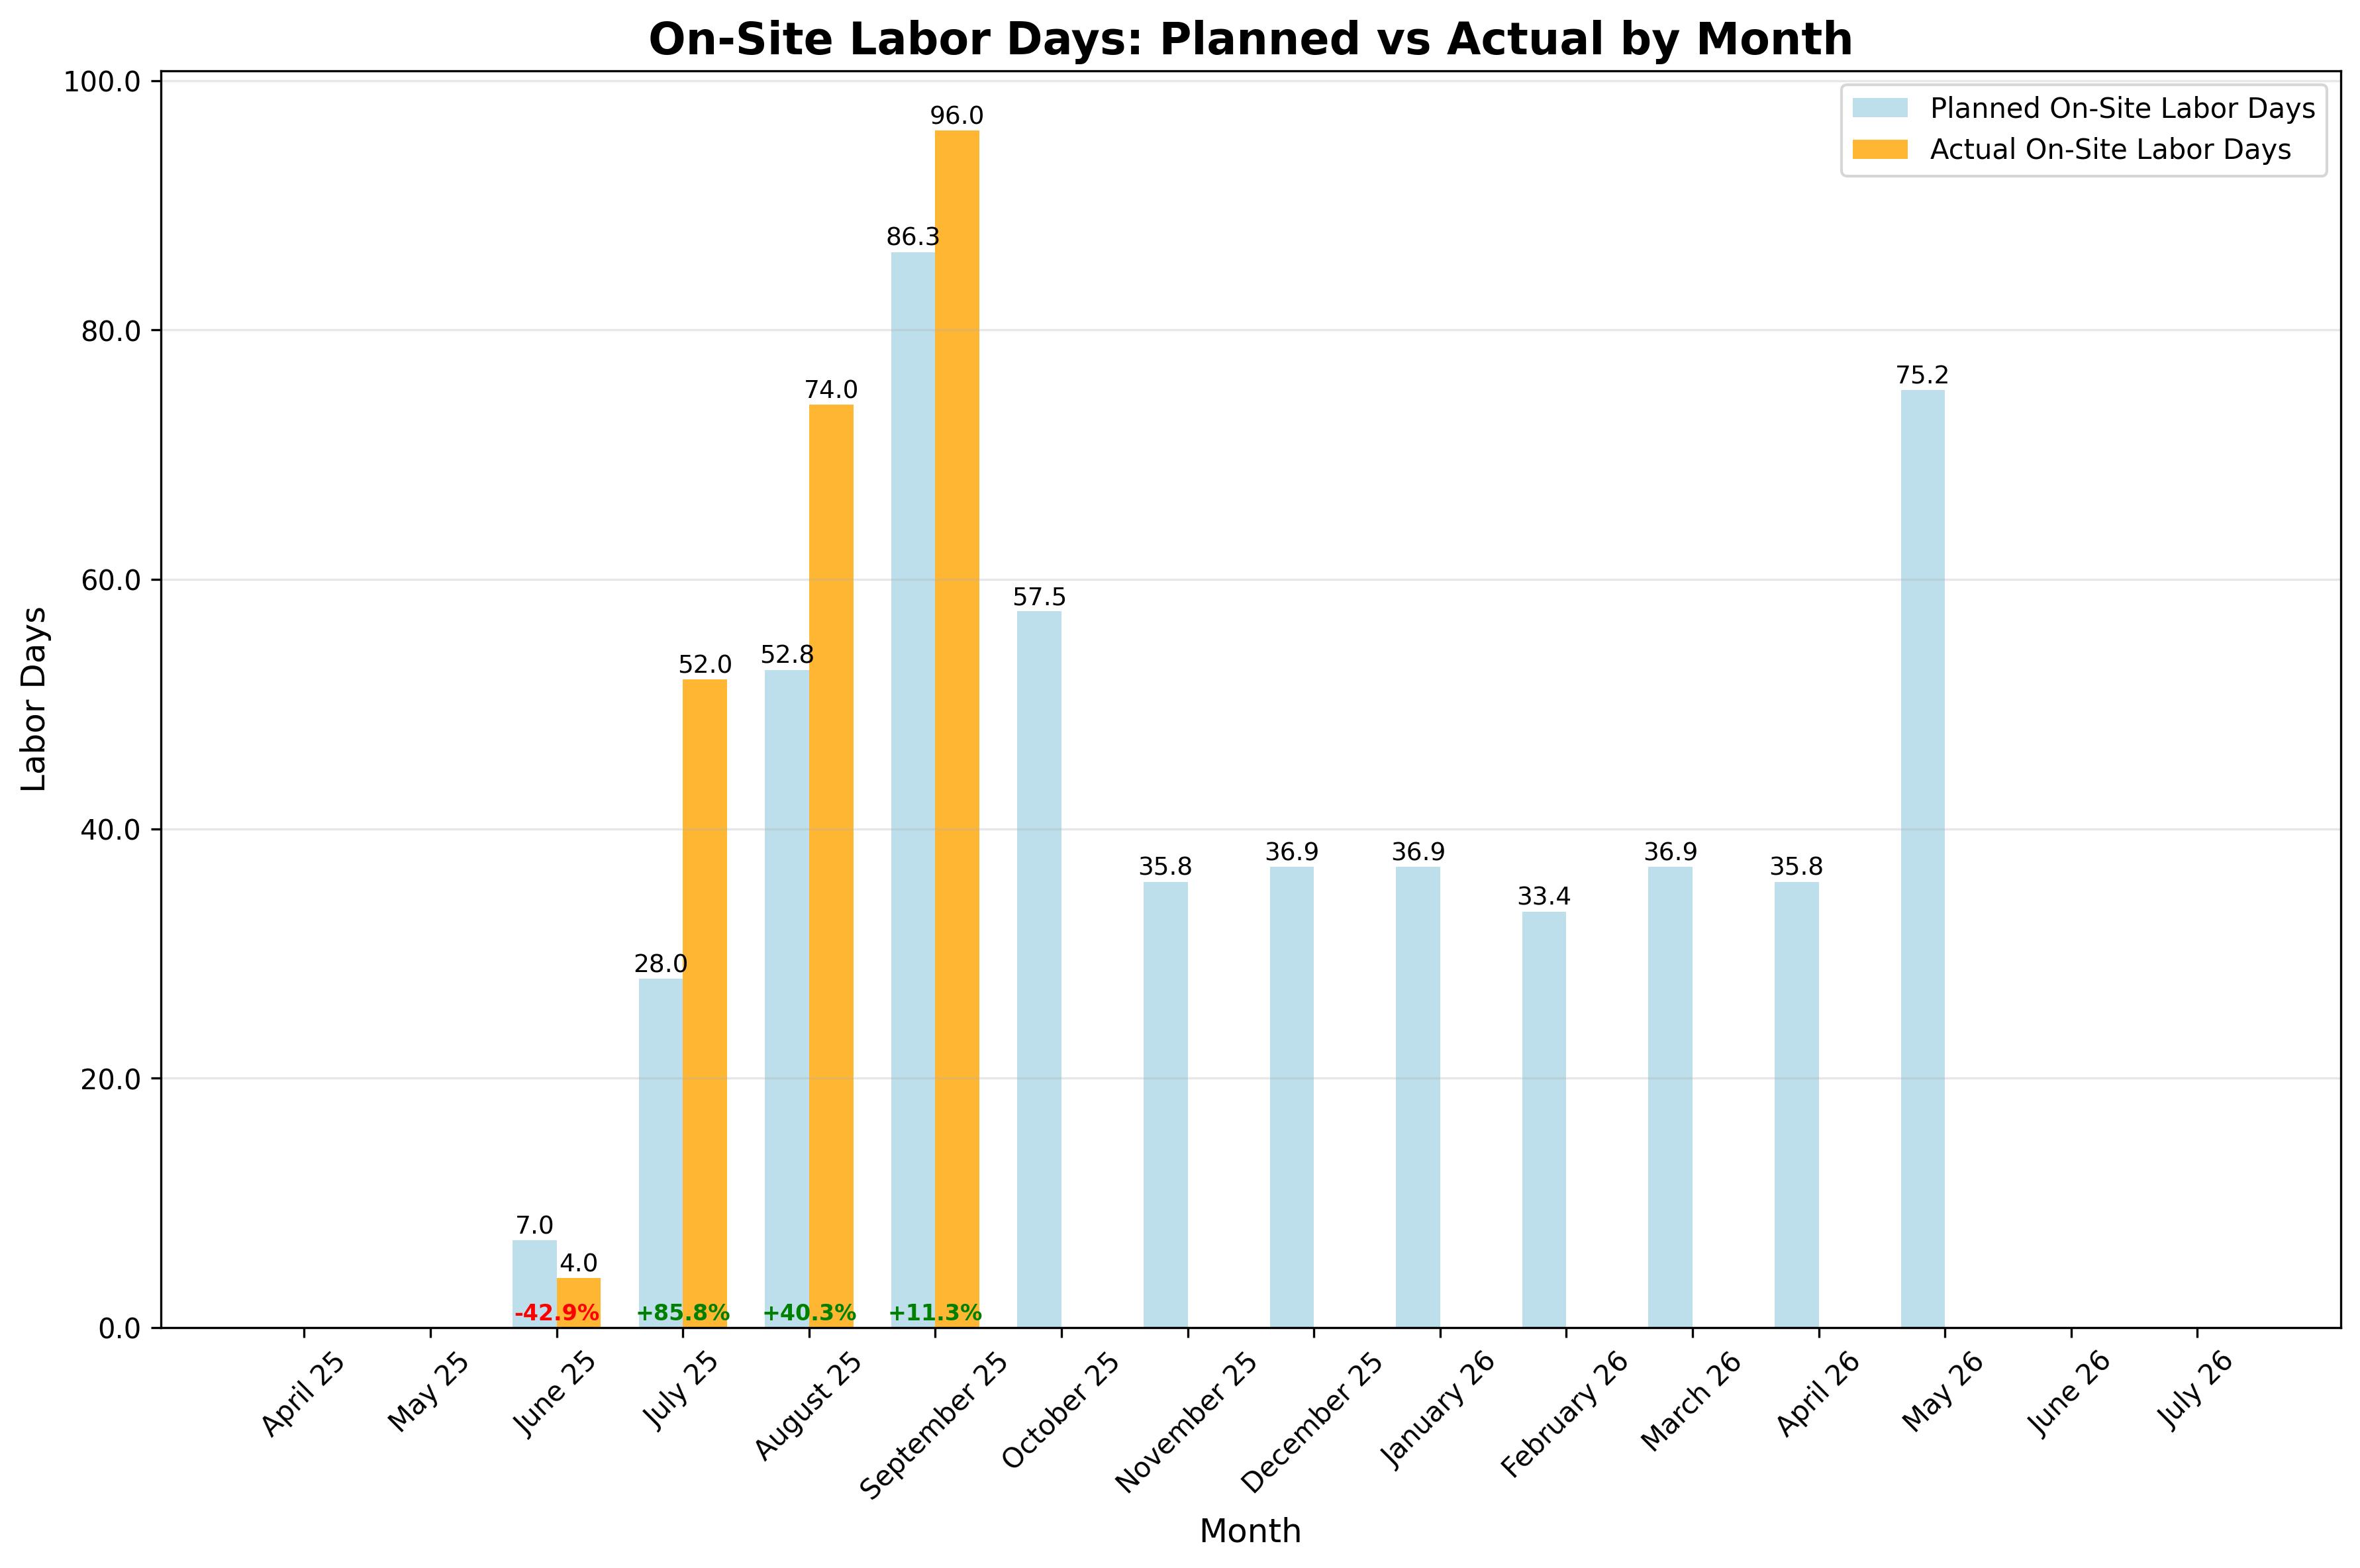 On-Site Labor Days: Planned vs Actual by Month
Planned On-Site Labor Days
Actual On-Site Labor Days
Labor Days
100.0
80.0
60.0
40.0
20.0
0.0
7.0
4.0
-42.9%
28.0
52.0
+85.8%
52.8
74.0
+40.3%
86.3
96.0
+11.3%
57.5
35.8
36.9
36.9
33.4
36.9
35.8
75.2
April 25
May 25
June 25
July 25
August 25
September 25
October 25
November 25
December 25
January 26
February 26
March 26
April 26
May 26
June 26
July 26
Month